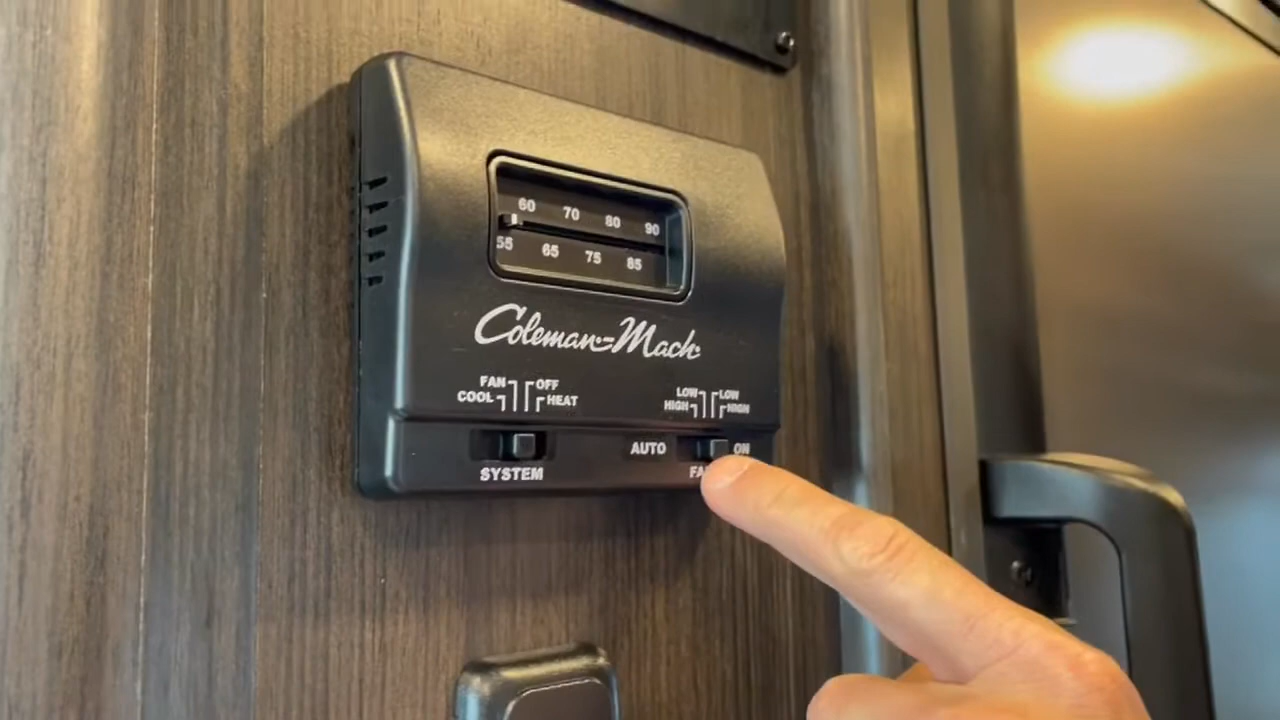 60 70 80 90
55 65 75 85
Coleman-Mach
FAN OFF
COOL HEAT
LOW LOW
HIGH HIGH
AUTO ON
SYSTEM